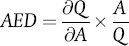 AED = ∂Q/∂A × A/Q